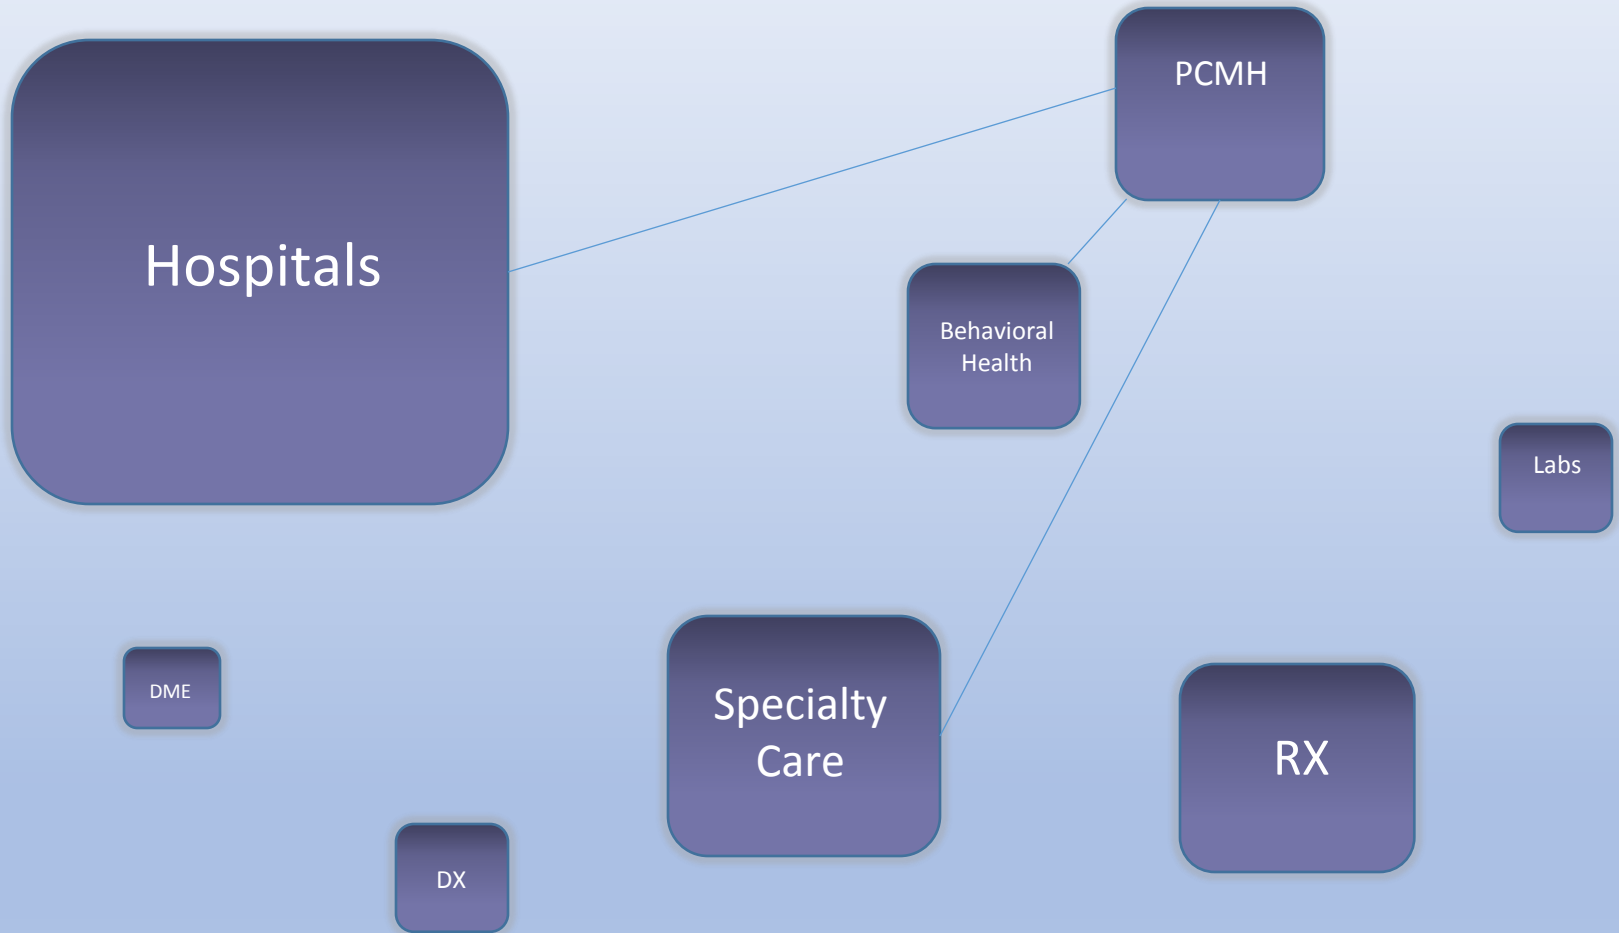 PCMH
Hospitals
Behavioral
Health
Labs
DME
Specialty
Care
RX
DX